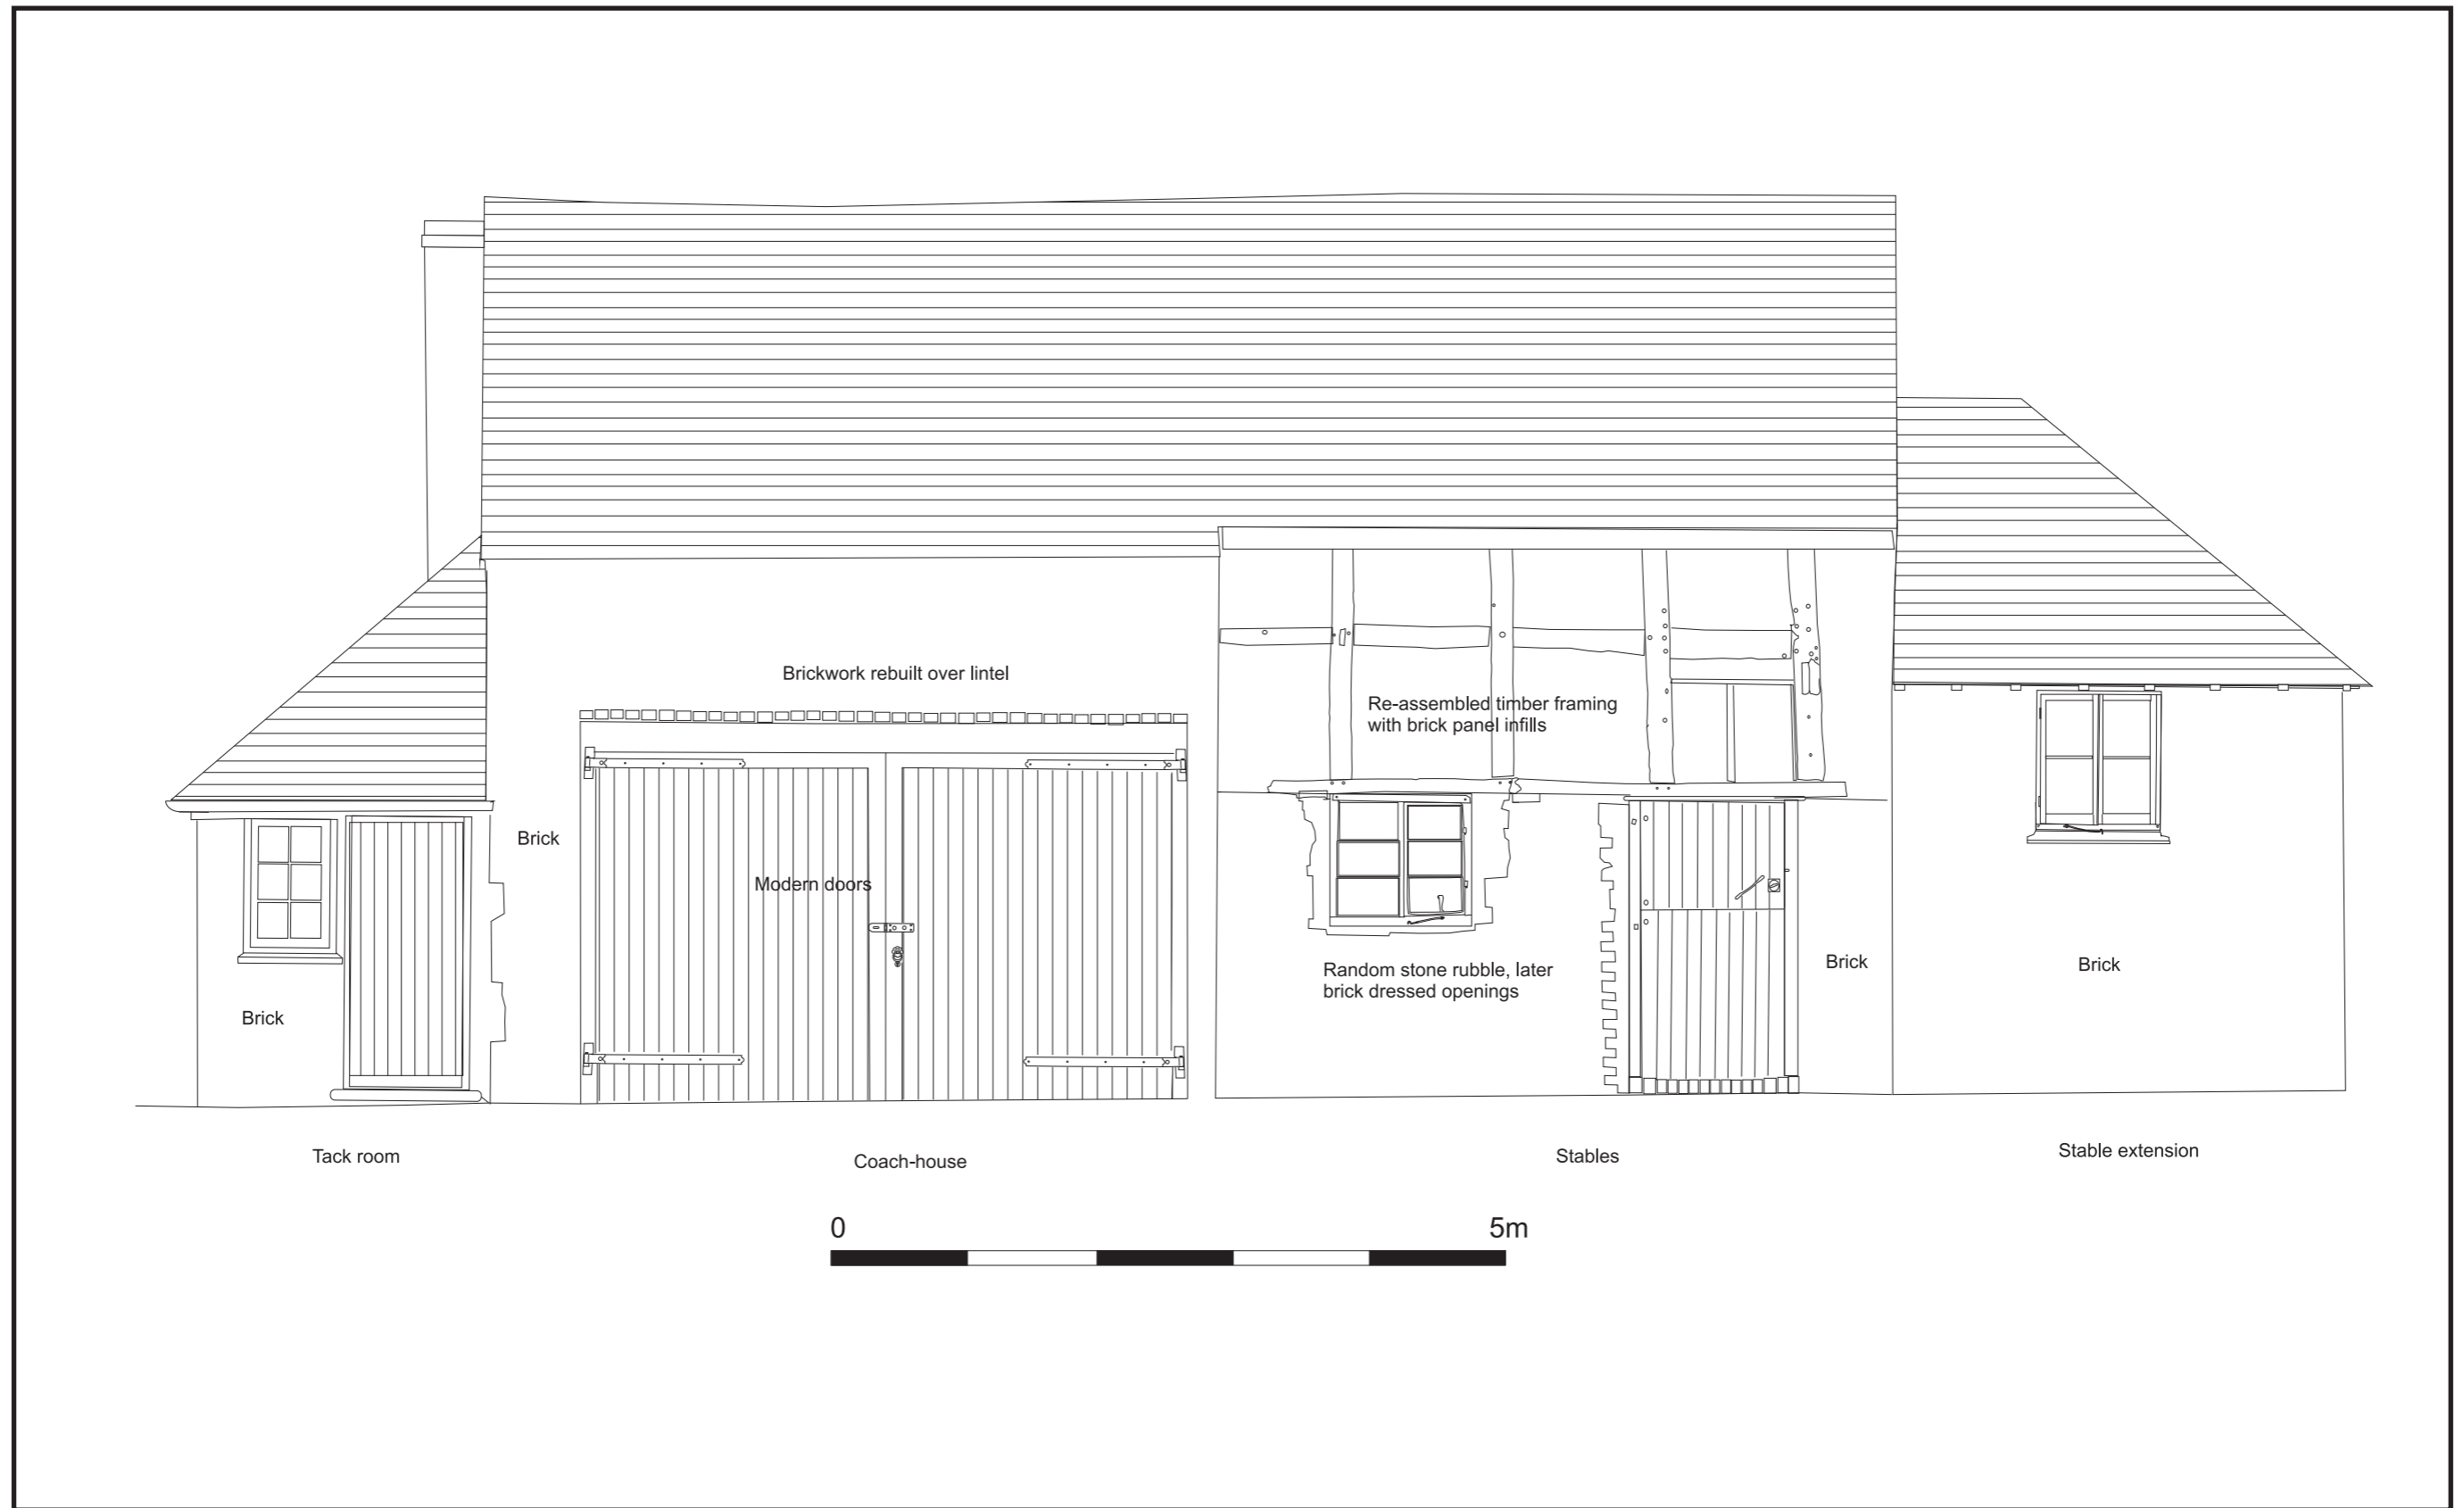 Brickwork rebuilt over lintel
Re-assembled timber framing
with brick panel infills
Brick
Modern doors
Random stone rubble, later
brick dressed openings
Brick
Brick
Brick
Tack room
Coach-house
Stables
Stable extension
0
5m